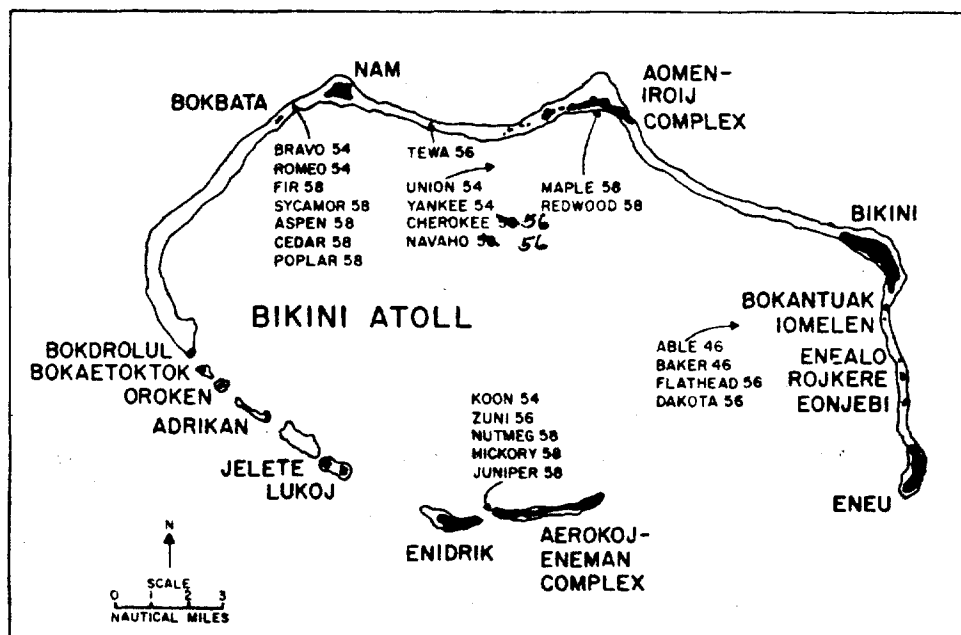 NAM
BOKBATA
AOMEN-
IROIJ
COMPLEX
BRAVO 54
ROMEO 54
FIR 58
SYCAMOR 58
ASPEN 58
CEDAR 58
POPLAR 58
TEWA 56
UNION 54
YANKEE 54
CHEROKEE 56
NAVAHO 56
MAPLE 58
REDWOOD 58
BIKINI
BIKINI ATOLL
BOKANTUAK
IOMELEN
ABLE 46
BAKER 46
FLATHEAD 56
DAKOTA 56
ENEALO
ROJKERE
EONJEBI
BOKDROLUL
BOKAETOKTOK
OROKEN
ADRIKAN
JELETE
LUKOJ
KOON 54
ZUNI 56
NUTMEG 58
HICKORY 58
JUNIPER 58
ENEU
ENIDRIK
AEROKOJ-
ENEMAN
COMPLEX
N
SCALE
0 1 2 3
NAUTICAL MILES